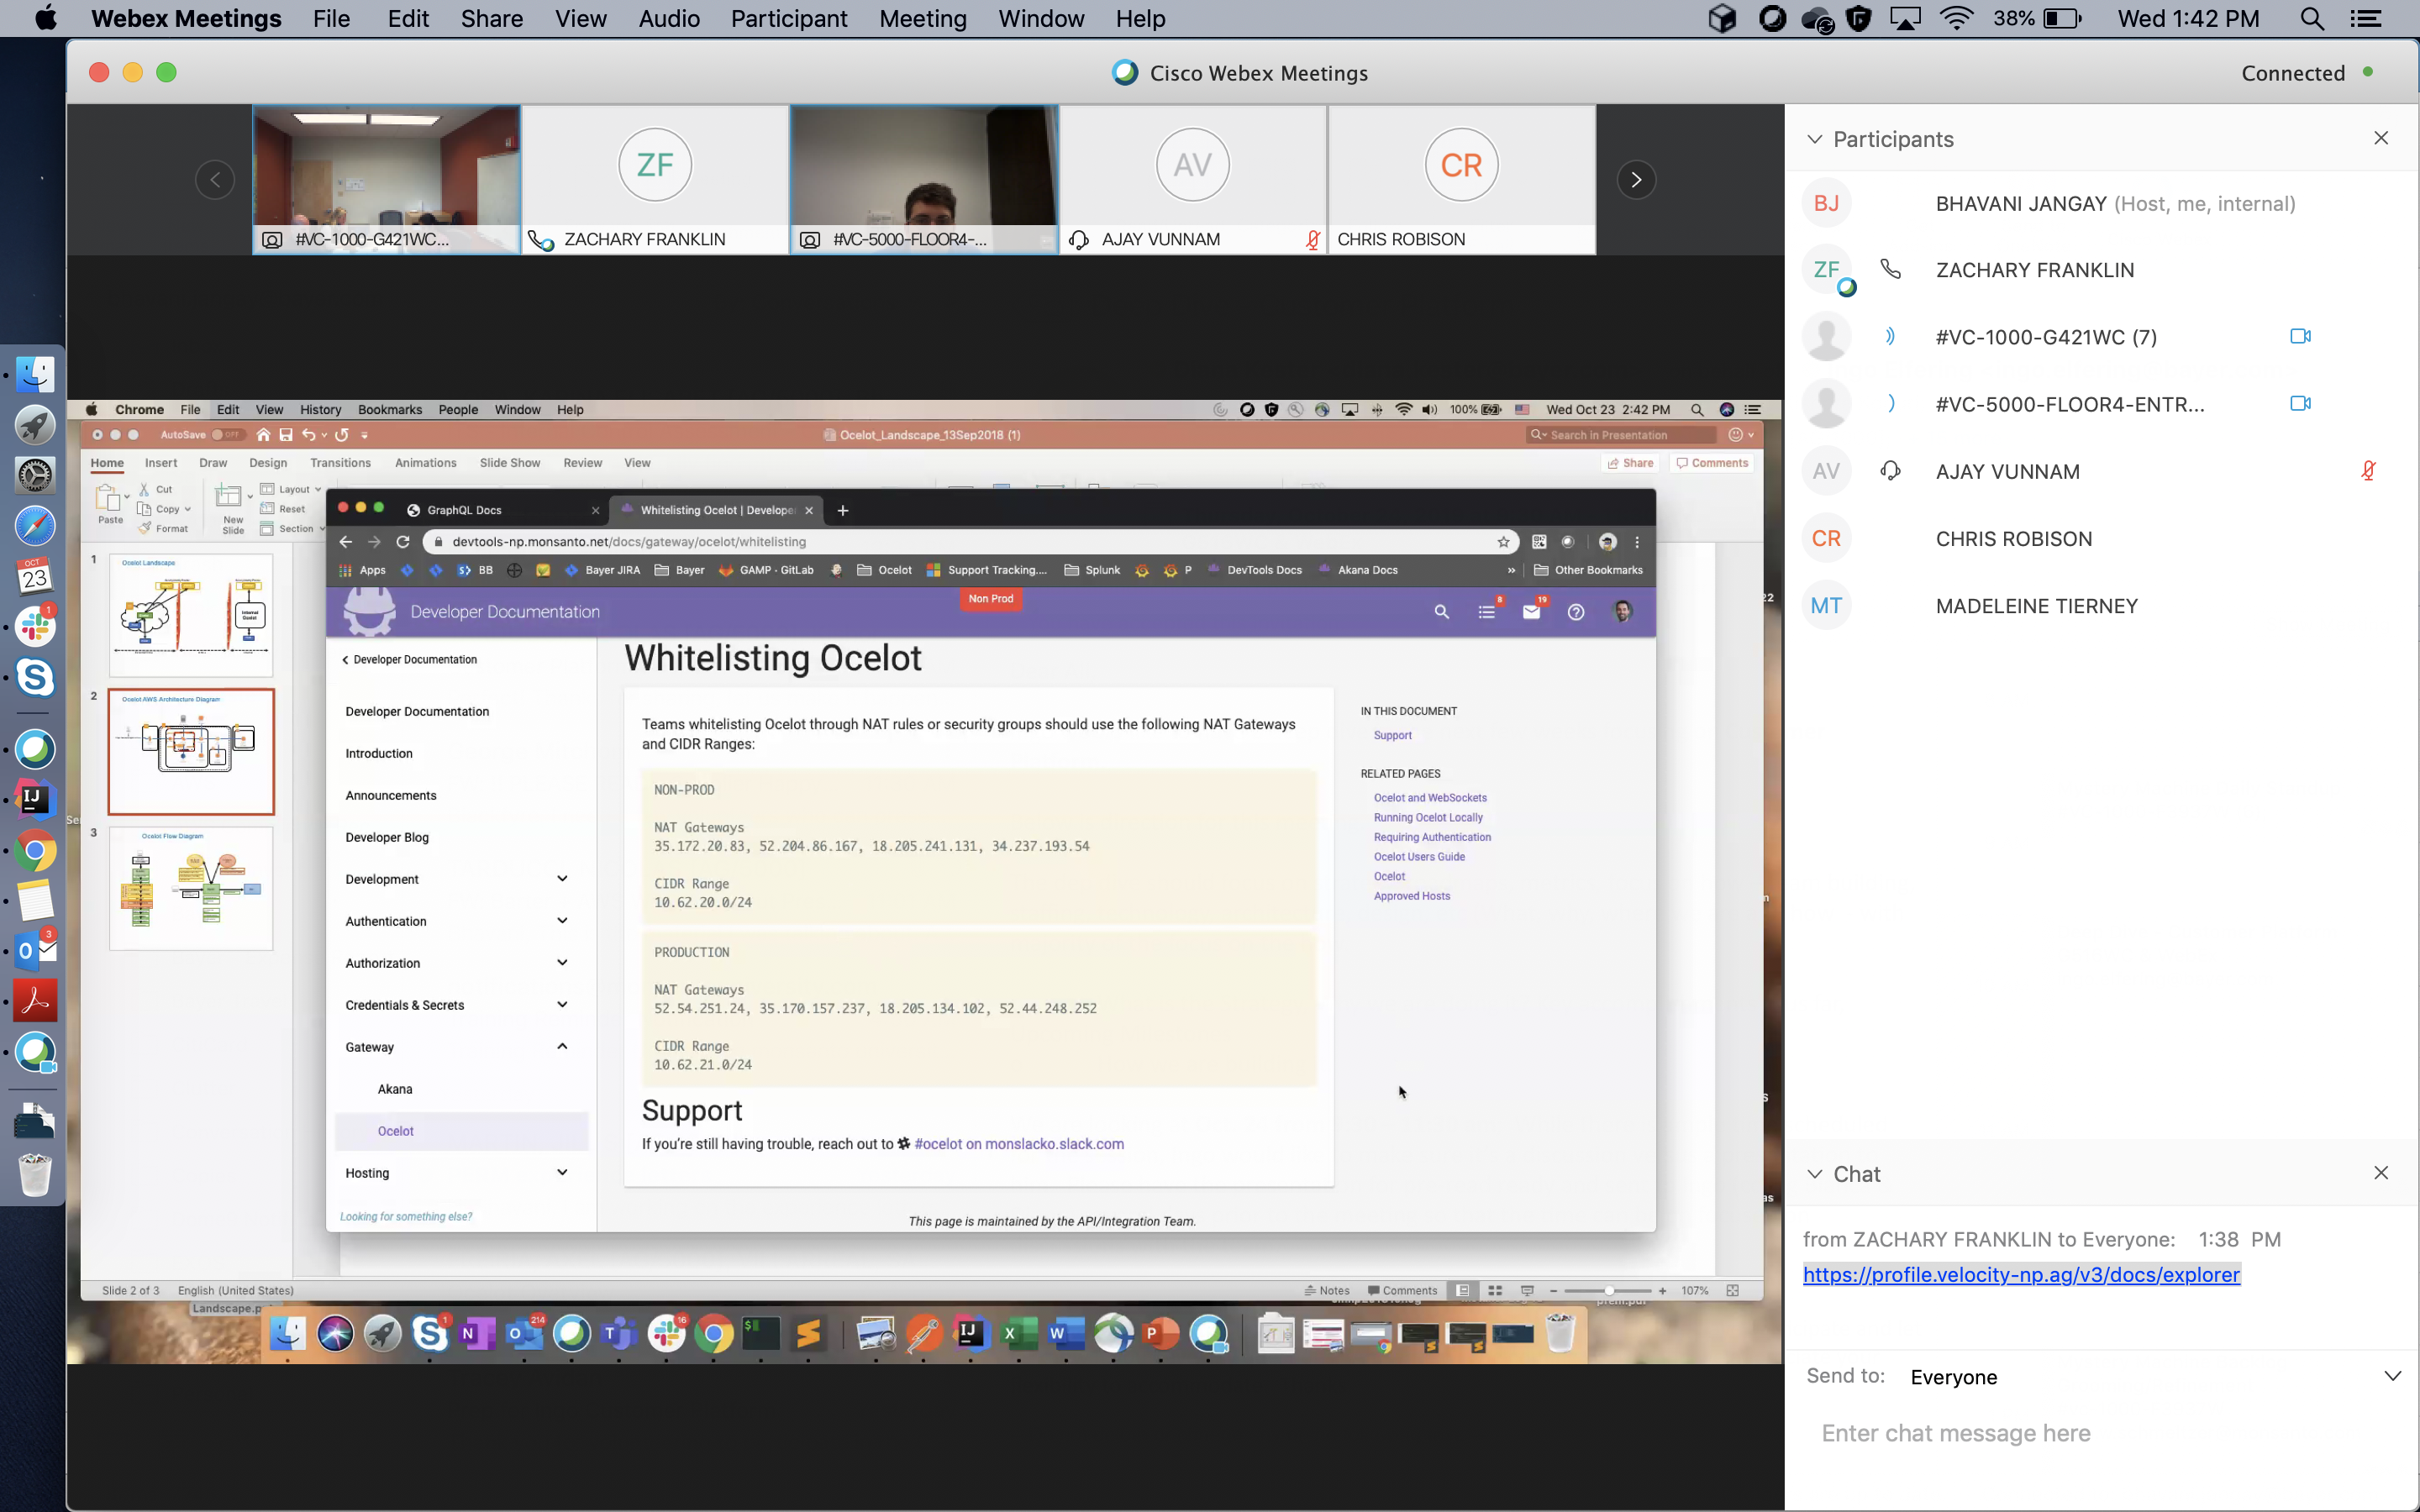 Webex Meetings File Edit Share View Audio Participant Meeting Window Help 38% Wed 1:42 PM
Cisco Webex Meetings
Connected
ZF AV CR
#VC-1000-G421WC... ZACHARY FRANKLIN #VC-5000-FLOOR4-... AJAY VUNNAM CHRIS ROBISON
Participants
BJ BHAVANI JANGAY (Host, me, internal)
ZF ZACHARY FRANKLIN
#VC-1000-G421WC (7)
#VC-5000-FLOOR4-ENTR...
AV AJAY VUNNAM
CR CHRIS ROBISON
MT MADELEINE TIERNEY
OCT
23
1
3
Chrome File Edit View History Bookmarks People Window Help 100% Wed Oct 23 2:42 PM
AutoSave OFF Ocelot_Landscape_13Sep2018 (1) Search in Presentation
Home Insert Draw Design Transitions Animations Slide Show Review View Share Comments
Paste Cut Copy Format New Slide Layout Reset Section
1 Ocelot Landscape
2 Ocelot AWS Architecture Diagram
3 Ocelot Flow Diagram
GraphQL Docs Whitelisting Ocelot | Develope
devtools-np.monsanto.net/docs/gateway/ocelot/whitelisting
Apps BB Bayer JIRA Bayer GAMP - GitLab Ocelot Support Tracking... Splunk P DevTools Docs Akana Docs » Other Bookmarks
Developer Documentation
Non Prod
8 19
Developer Documentation
Developer Documentation
Introduction
Announcements
Developer Blog
Development
Authentication
Authorization
Credentials & Secrets
Gateway
Akana
Ocelot
Hosting
Looking for something else?
Whitelisting Ocelot
Teams whitelisting Ocelot through NAT rules or security groups should use the following NAT Gateways
and CIDR Ranges:
NON-PROD
NAT Gateways
35.172.20.83, 52.204.86.167, 18.205.241.131, 34.237.193.54
CIDR Range
10.62.20.0/24
PRODUCTION
NAT Gateways
52.54.251.24, 35.170.157.237, 18.205.134.102, 52.44.248.252
CIDR Range
10.62.21.0/24
Support
If you're still having trouble, reach out to #ocelot on monslacko.slack.com
This page is maintained by the API/Integration Team.
IN THIS DOCUMENT
Support
RELATED PAGES
Ocelot and WebSockets
Running Ocelot Locally
Requiring Authentication
Ocelot Users Guide
Ocelot
Approved Hosts
Slide 2 of 3 English (United States) Notes Comments 107%
Landscape.p
1 214 16
Chat
from ZACHARY FRANKLIN to Everyone: 1:38 PM
https://profile.velocity-np.ag/v3/docs/explorer
Send to: Everyone
Enter chat message here